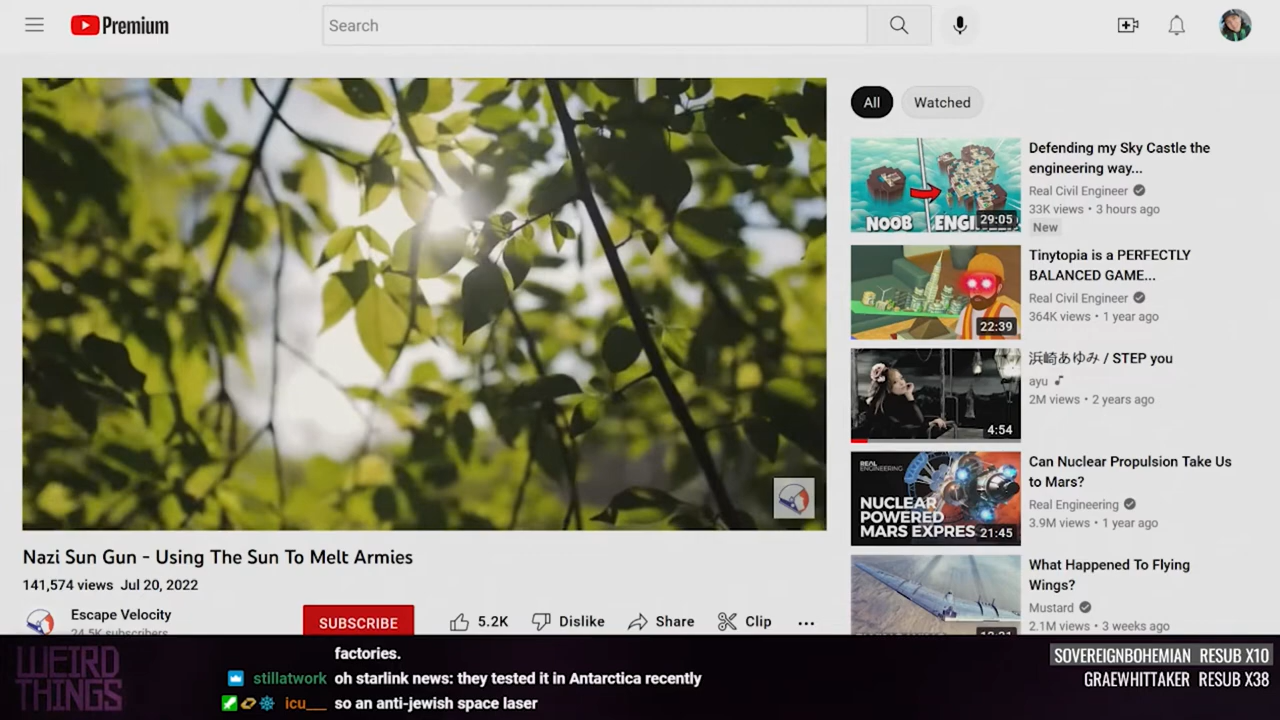 Premium
Search
All
Watched
Defending my Sky Castle the
engineering way...
Real Civil Engineer
33K views • 3 hours ago
New
NOOB
29:05
Tinytopia is a PERFECTLY
BALANCED GAME...
Real Civil Engineer
364K views • 1 year ago
22:39
浜崎あゆみ / STEP you
ayu
2M views • 2 years ago
4:54
Can Nuclear Propulsion Take Us
to Mars?
Real Engineering
3.9M views • 1 year ago
REAL
ENGINEERING
NUCLEAR
POWERED
MARS EXPRES
21:45
What Happened To Flying
Wings?
Mustard
2.1M views • 3 weeks ago
Nazi Sun Gun - Using The Sun To Melt Armies
141,574 views Jul 20, 2022
Escape Velocity
24.5K subscribers
SUBSCRIBE
5.2K
Dislike
Share
Clip
WEIRD
THINGS
factories.
stillatwork oh starlink news: they tested it in Antarctica recently
icu___ so an anti-jewish space laser
SOVEREIGNBOHEMIAN RESUB X10
GRAEWHITTAKER RESUB X38